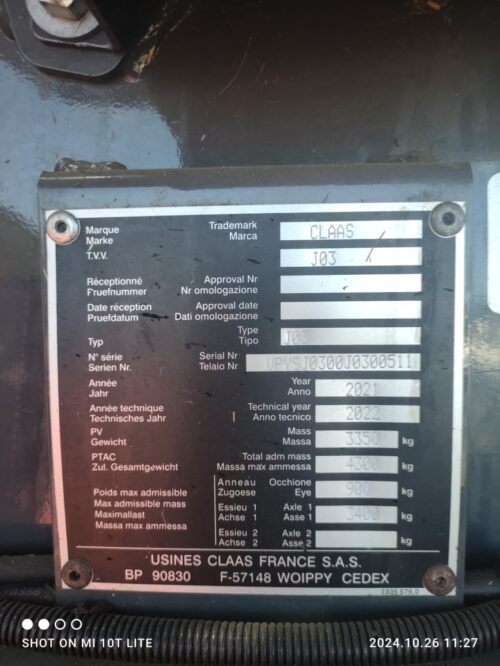 Marque Trademark CLAAS
Marke Marca
T.V.V. J03
Réceptionné Approval Nr
Pruefnummer Nr omologazione
Date réception Approval date
Pruefdatum Dati omologazione
Type
Typ Tipo J03
N° série Serial Nr
Serien Nr. Telaio Nr VPYSJ0300J0300511
Année Year
Jahr Anno 2021
Année technique Technical year
Technisches Jahr Anno tecnico 2022
PV Mass
Gewicht Massa 3350 kg
PTAC Total adm mass
Zul. Gesamtgewicht Massa max ammessa 4300 kg
Anneau Occhione
Poids max admissible Zugoese Eye 900 kg
Max admissible mass Essieu 1 Axle 1
Maximallast Achse 1 Asse 1 3400 kg
Massa max ammessa Essieu 2 Axle 2
Achse 2 Asse 2 kg
USINES CLAAS FRANCE S.A.S.
BP 90830 F-57148 WOIPPY CEDEX
SHOT ON MI 10T LITE 2024.10.26 11:27